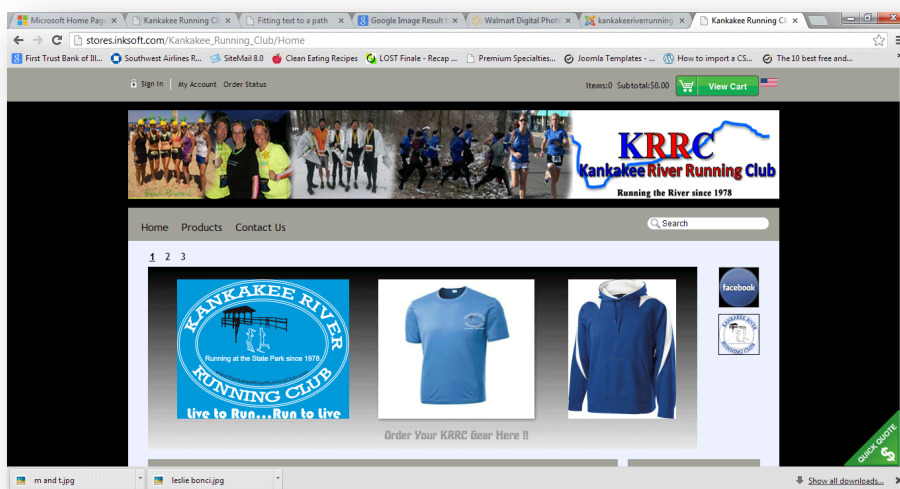 Microsoft Home Page
Kankakee Running Cl
Fitting text to a path
Google Image Result f
Walmart Digital Photo
kankakeeriverrunning
Kankakee Running Cl
stores.inksoft.com/Kankakee_Running_Club/Home
First Trust Bank of Ill...
Southwest Airlines R...
SiteMail 8.0
Clean Eating Recipes
LOST Finale - Recap ...
Premium Specialties...
Joomla Templates - ...
How to import a CS...
The 10 best free and...
Sign In
My Account
Order Status
Items:0 Subtotal:$0.00
View Cart
KRRC
Kankakee River Running Club
Running the River since 1978
Home
Products
Contact Us
Search
1 2 3
KANKAKEE RIVER
Running at the State Park since 1978
RUNNING CLUB
Live to Run...Run to Live
Order Your KRRC Gear Here !!
facebook
KANKAKEE RIVER
RUNNING CLUB
QUICK QUOTE
$
m and t.jpg
leslie bonci.jpg
Show all downloads...